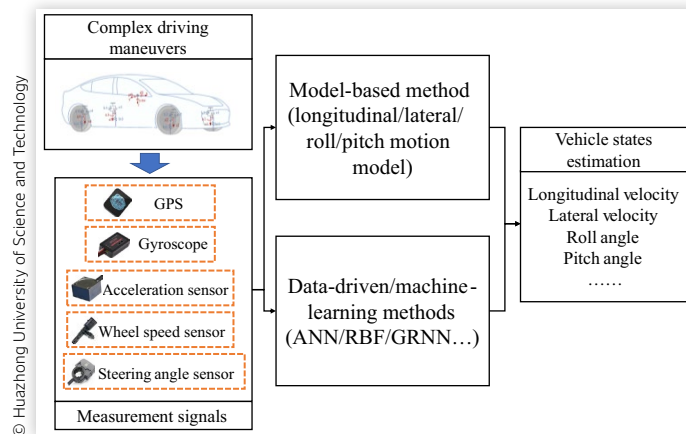 © Huazhong University of Science and Technology
Complex driving
maneuvers
GPS
Gyroscope
Acceleration sensor
Wheel speed sensor
Steering angle sensor
Measurement signals
Model-based method
(longitudinal/lateral/
roll/pitch motion
model)
Data-driven/machine-
learning methods
(ANN/RBF/GRNN…)
Vehicle states
estimation
Longitudinal velocity
Lateral velocity
Roll angle
Pitch angle
……